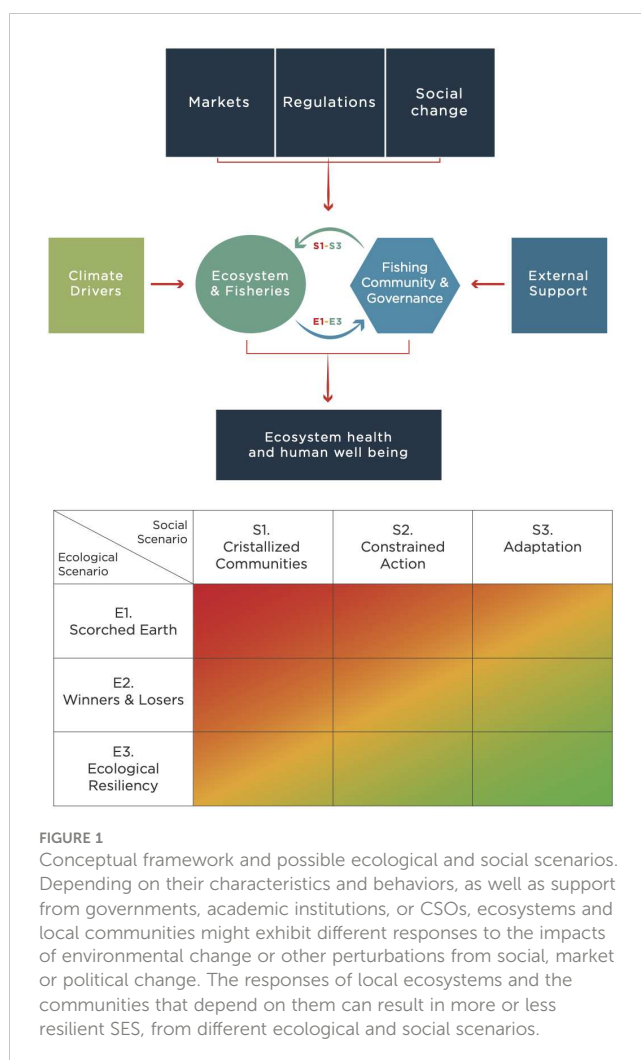 Markets
Regulations
Social
change
S1-S3
Climate
Drivers
Ecosystem
& Fisheries
Fishing
Community &
Governance
External
Support
E1-E3
Ecosystem health
and human well being
Social
Scenario
Ecological
Scenario
S1.
Cristallized
Communities
S2.
Constrained
Action
S3.
Adaptation
E1.
Scorched Earth
E2.
Winners & Losers
E3.
Ecological
Resiliency
FIGURE 1
Conceptual framework and possible ecological and social scenarios.
Depending on their characteristics and behaviors, as well as support
from governments, academic institutions, or CSOs, ecosystems and
local communities might exhibit different responses to the impacts
of environmental change or other perturbations from social, market
or political change. The responses of local ecosystems and the
communities that depend on them can result in more or less
resilient SES, from different ecological and social scenarios.